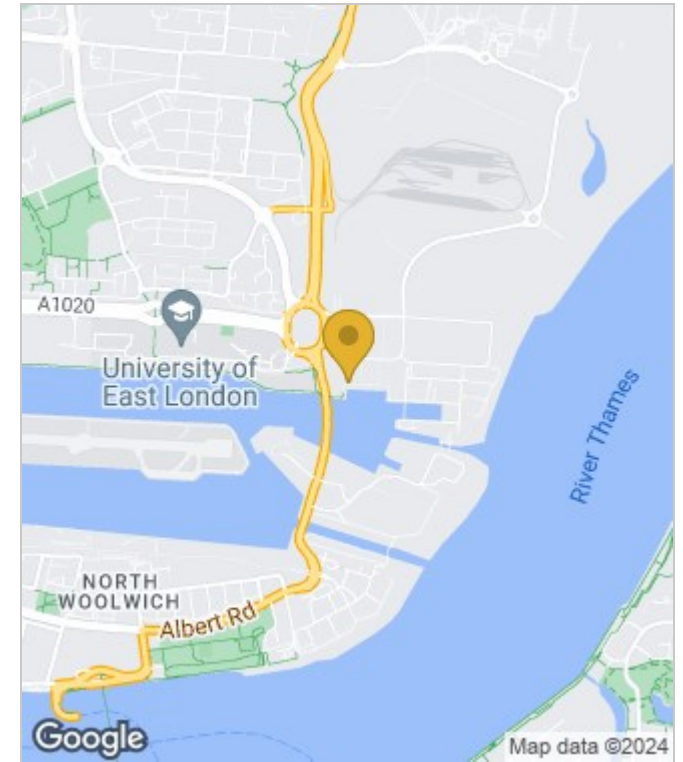 A1020
University of
East London
River Thames
NORTH
WOOLWICH
Albert Rd
Google
Map data ©2024